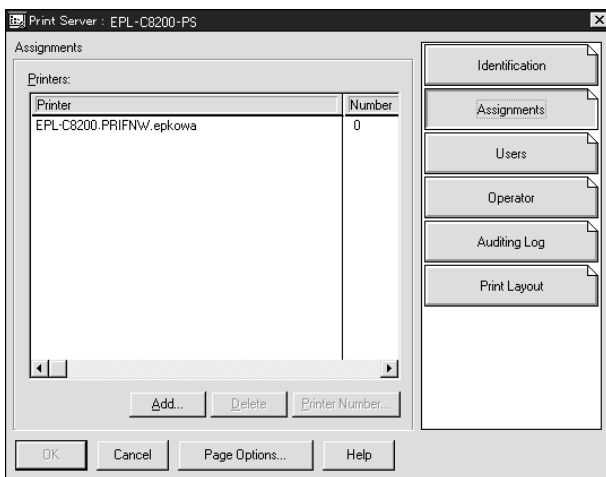 Print Server : EPL-C8200-PS
Assignments
Printers:
Printer Number
EPL-C8200.PRIFNW.epkowa 0
Add... Delete Printer Number...
OK Cancel Page Options... Help
Identification
Assignments
Users
Operator
Auditing Log
Print Layout